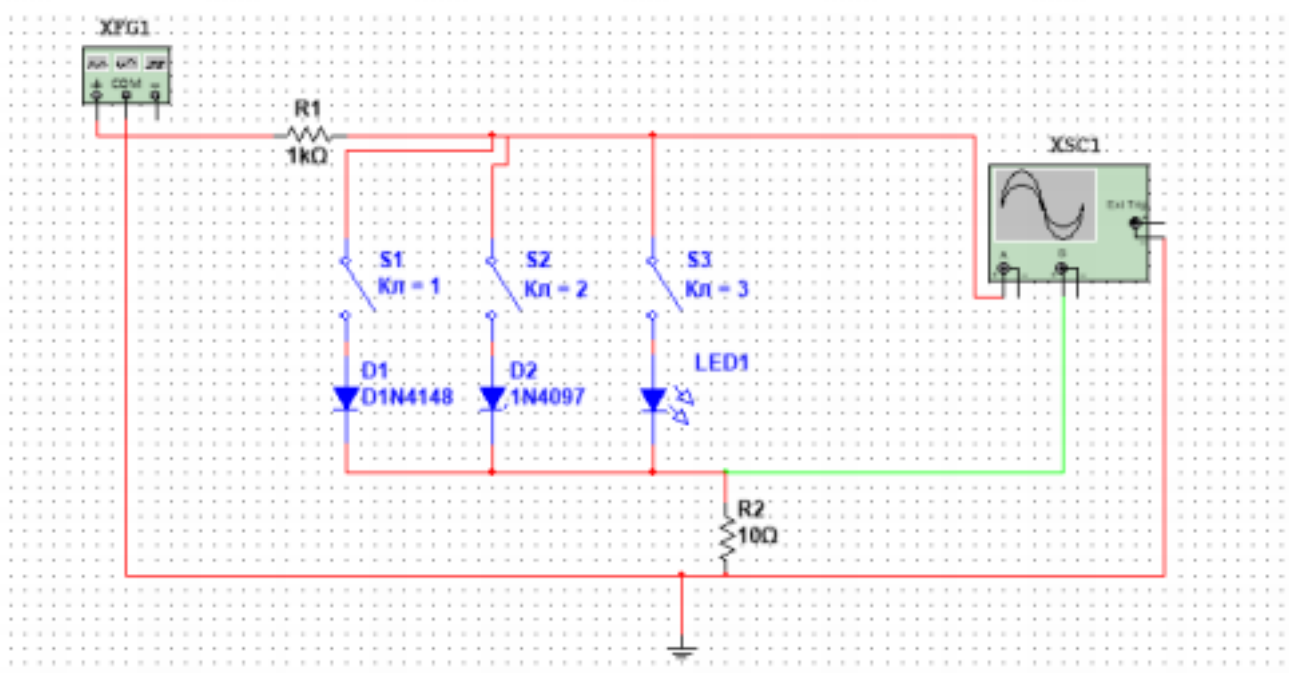 XFG1
COM
R1
1kΩ
XSC1
Ext Trig
A
B
S1
Кл = 1
S2
Кл = 2
S3
Кл = 3
D1
D1N4148
D2
1N4097
LED1
R2
10Ω